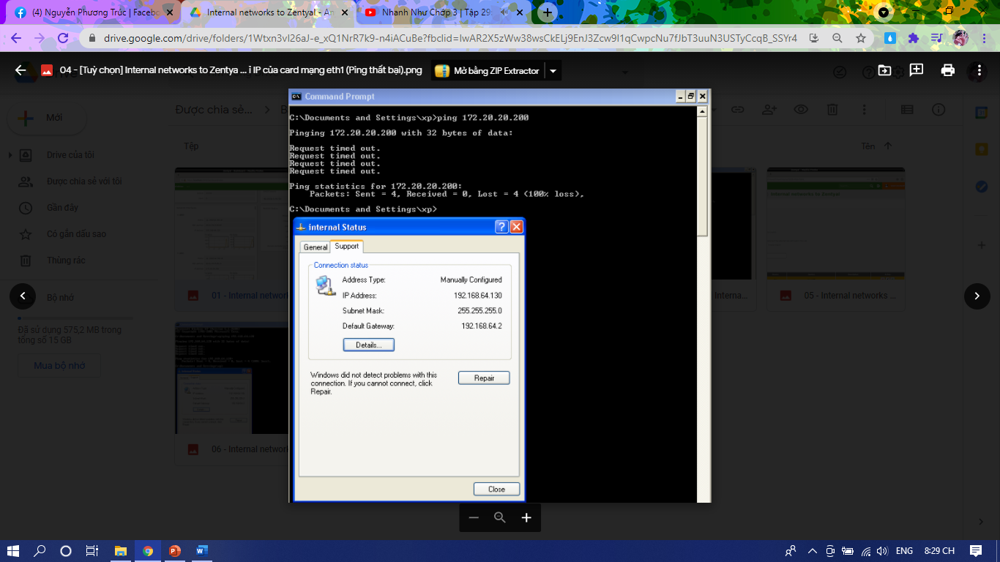 (4) Nguyễn Phương Trúc | Facebo
Internal networks to Zentyal - An
Nhanh Như Chớp 3 | Tập 29
drive.google.com/drive/folders/1Wtxn3vI26aJ-e_xQ1NrR7k9-n4iACuBe?fbclid=IwAR2X5zWw38wsCkELj9EnJ3Zcw9l1qCwpcNu7fJbT3uuN3USTyCcqB_SSYr4
04 - [Tuỳ chọn] Internal networks to Zentya ... ỉ IP của card mạng eth1 (Ping thất bại).png
Mở bằng ZIP Extractor
Mới
Được chia sẻ...
Tệp
Tên
Drive của tôi
Được chia sẻ với tôi
Gần đây
Có gắn dấu sao
Thùng rác
Bộ nhớ
Đã sử dụng 575,2 MB trong
tổng số 15 GB
Mua bộ nhớ
01 - Internal network
Interna...
05 - Internal networks ...
06 - Internal network
Command Prompt
C:\Documents and Settings\xp>ping 172.20.20.200
Pinging 172.20.20.200 with 32 bytes of data:
Request timed out.
Request timed out.
Request timed out.
Request timed out.
Ping statistics for 172.20.20.200:
Packets: Sent = 4, Received = 0, Lost = 4 (100% loss),
C:\Documents and Settings\xp>
internal Status
General
Support
Connection status
Address Type: Manually Configured
IP Address: 192.168.64.130
Subnet Mask: 255.255.255.0
Default Gateway: 192.168.64.2
Details...
Windows did not detect problems with this
connection. If you cannot connect, click
Repair.
Repair
Close
ENG
8:29 CH